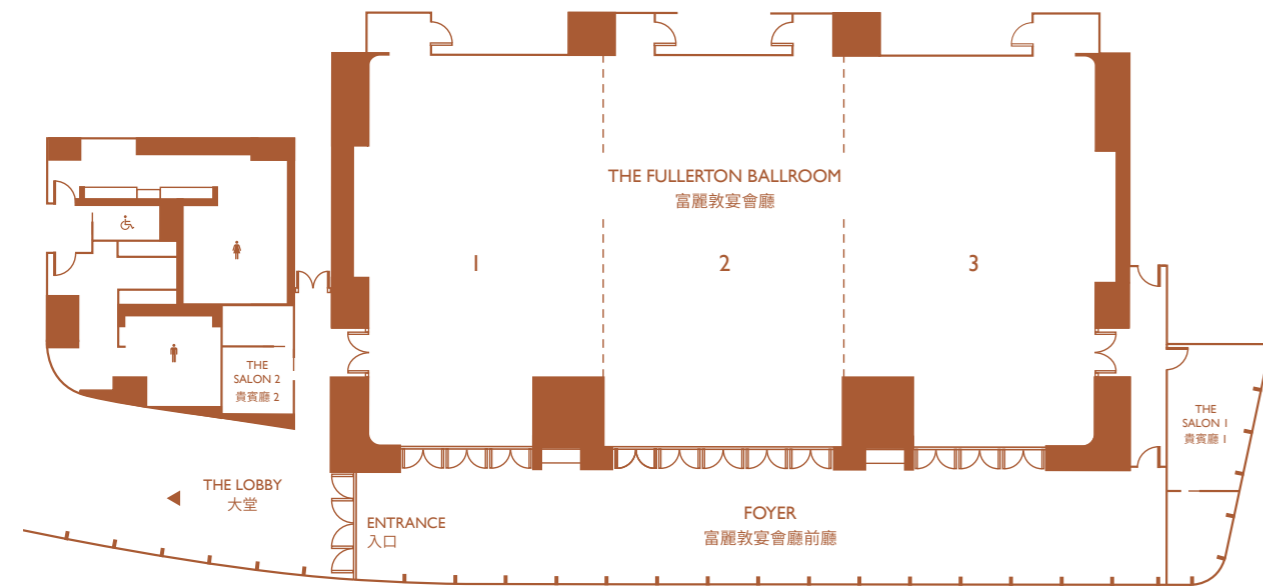 THE FULLERTON BALLROOM
富麗敦宴會廳
1
2
3
THE
SALON 2
貴賓廳 2
THE
SALON 1
貴賓廳 1
THE LOBBY
大堂
ENTRANCE
入口
FOYER
富麗敦宴會廳前廳